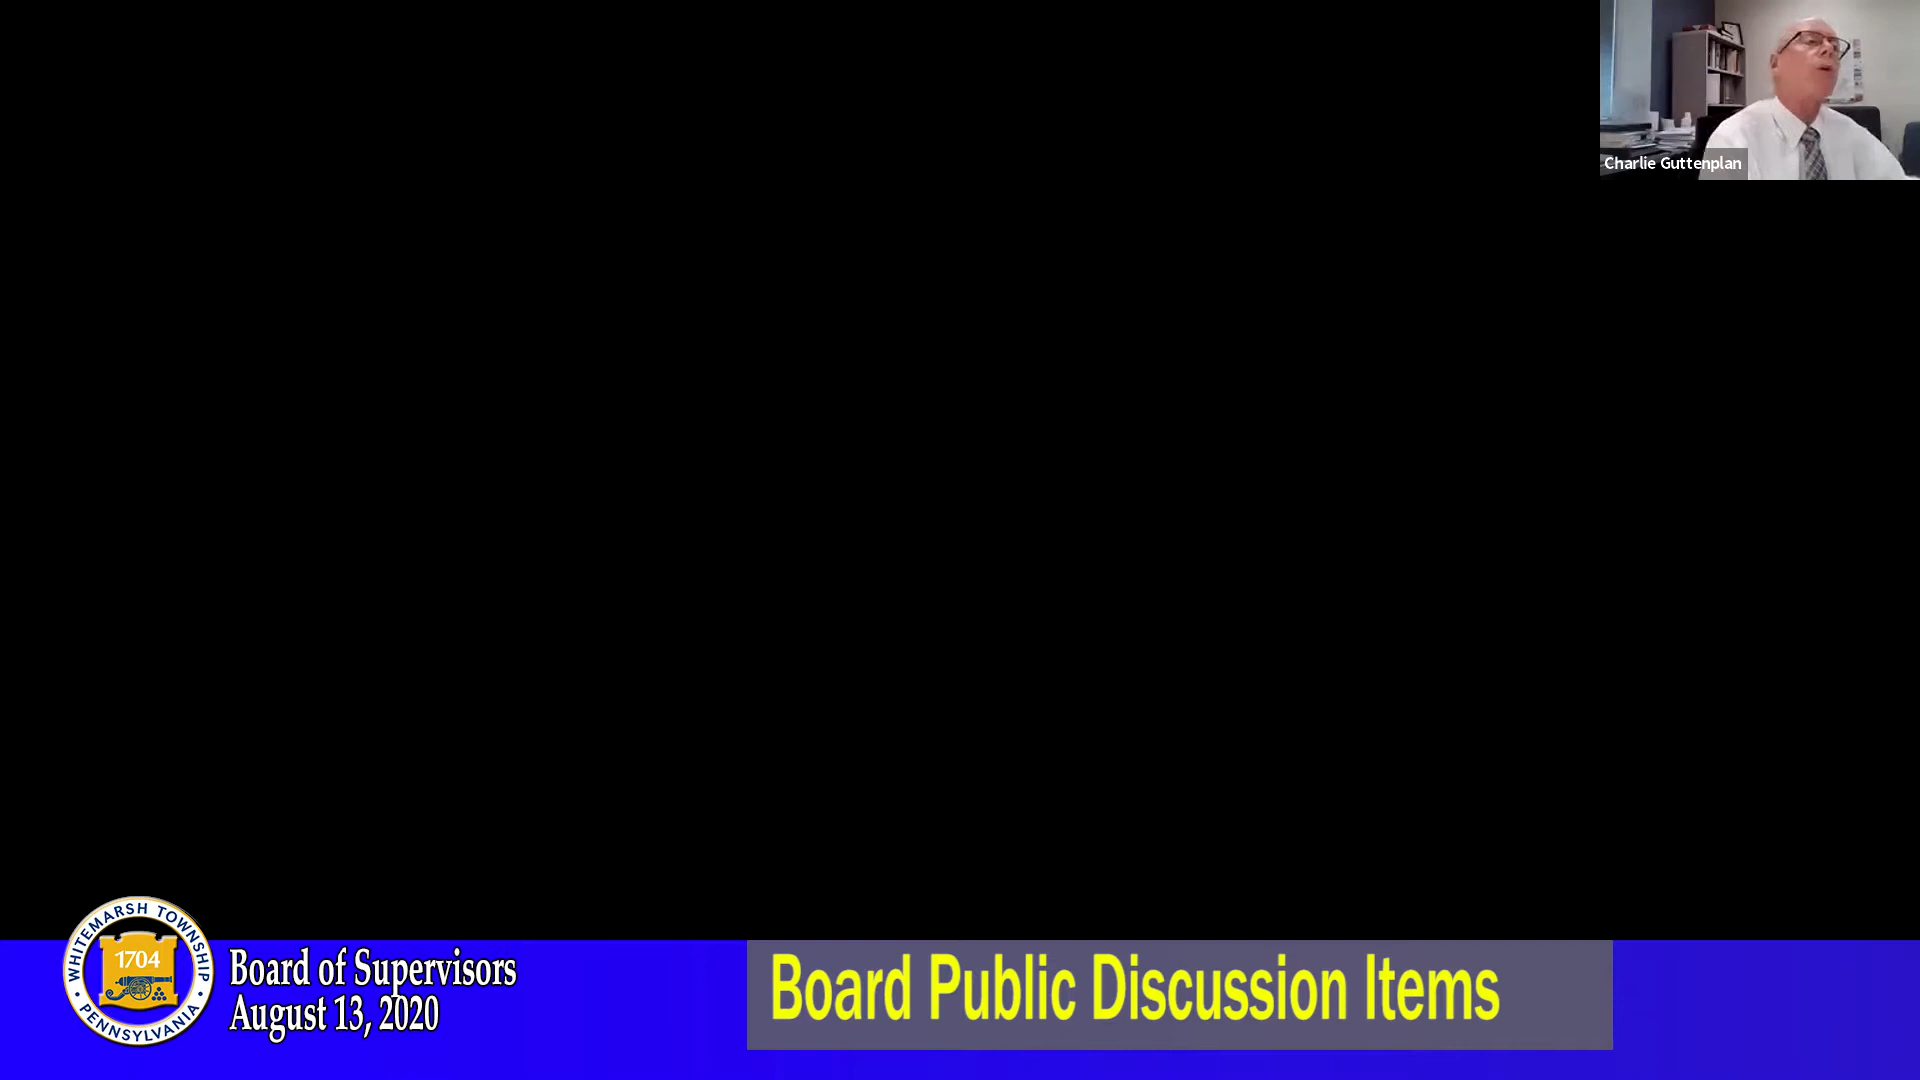 Charlie Guttenplan
WHITEMARSH TOWNSHIP
1704
PENNSYLVANIA
Board of Supervisors
August 13, 2020
Board Public Discussion Items